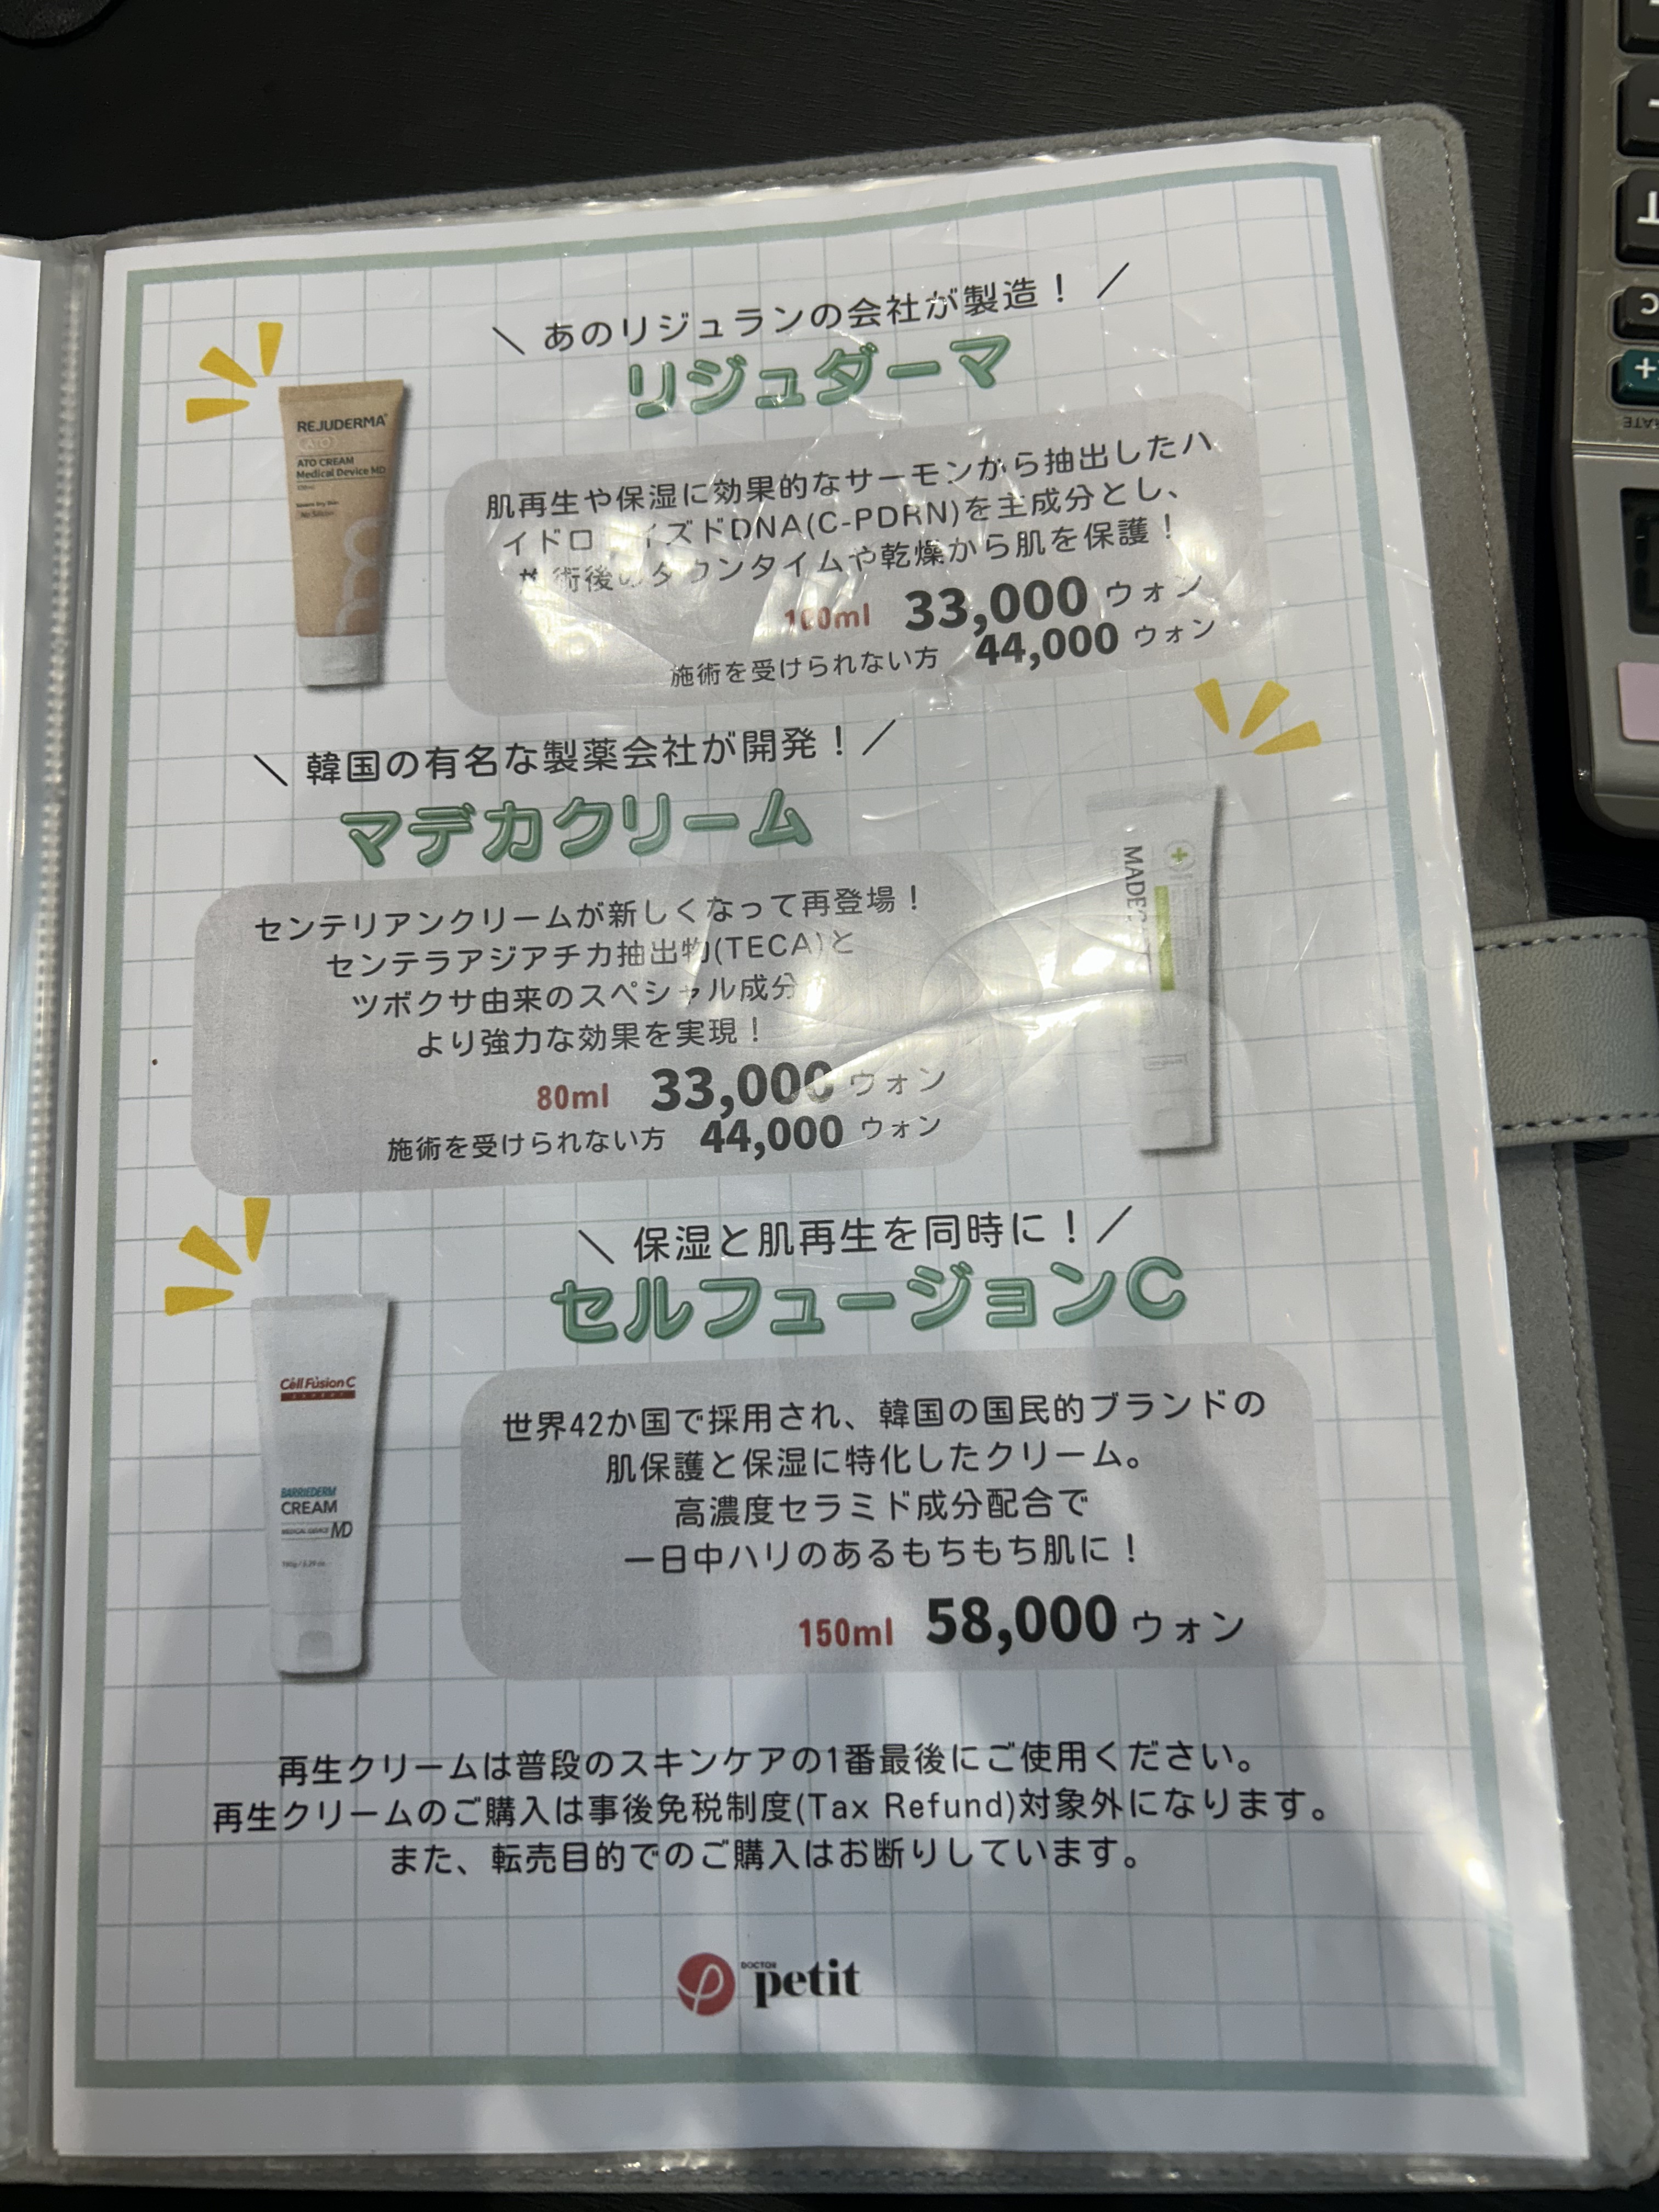 ＼ あのリジュランの会社が製造！ ／
リジュダーマ
REJUDERMA
ATO
ATO CREAM
Medical Device MD
肌再生や保湿に効果的なサーモンから抽出したハ
イドロ イズドDNA(C-PDRN)を主成分とし、
施術後のダウンタイムや乾燥から肌を保護！
100ml 33,000 ウォン
施術を受けられない方 44,000 ウォン
＼ 韓国の有名な製薬会社が開発！ ／
マデカクリーム
センテリアンクリームが新しくなって再登場！
センテラアジアチカ抽出物(TECA)と
ツボクサ由来のスペシャル成分
より強力な効果を実現！
80ml 33,000 ウォン
施術を受けられない方 44,000 ウォン
＼ 保湿と肌再生を同時に！ ／
セルフュージョンC
Cell Fusion C
EXPERT
BARRIEDERM
CREAM
MEDICAL DEVICE MD
世界42か国で採用され、韓国の国民的ブランドの
肌保護と保湿に特化したクリーム。
高濃度セラミド成分配合で
一日中ハリのあるもちもち肌に！
150ml 58,000 ウォン
再生クリームは普段のスキンケアの1番最後にご使用ください。
再生クリームのご購入は事後免税制度(Tax Refund)対象外になります。
また、転売目的でのご購入はお断りしています。
DOCTOR
petit